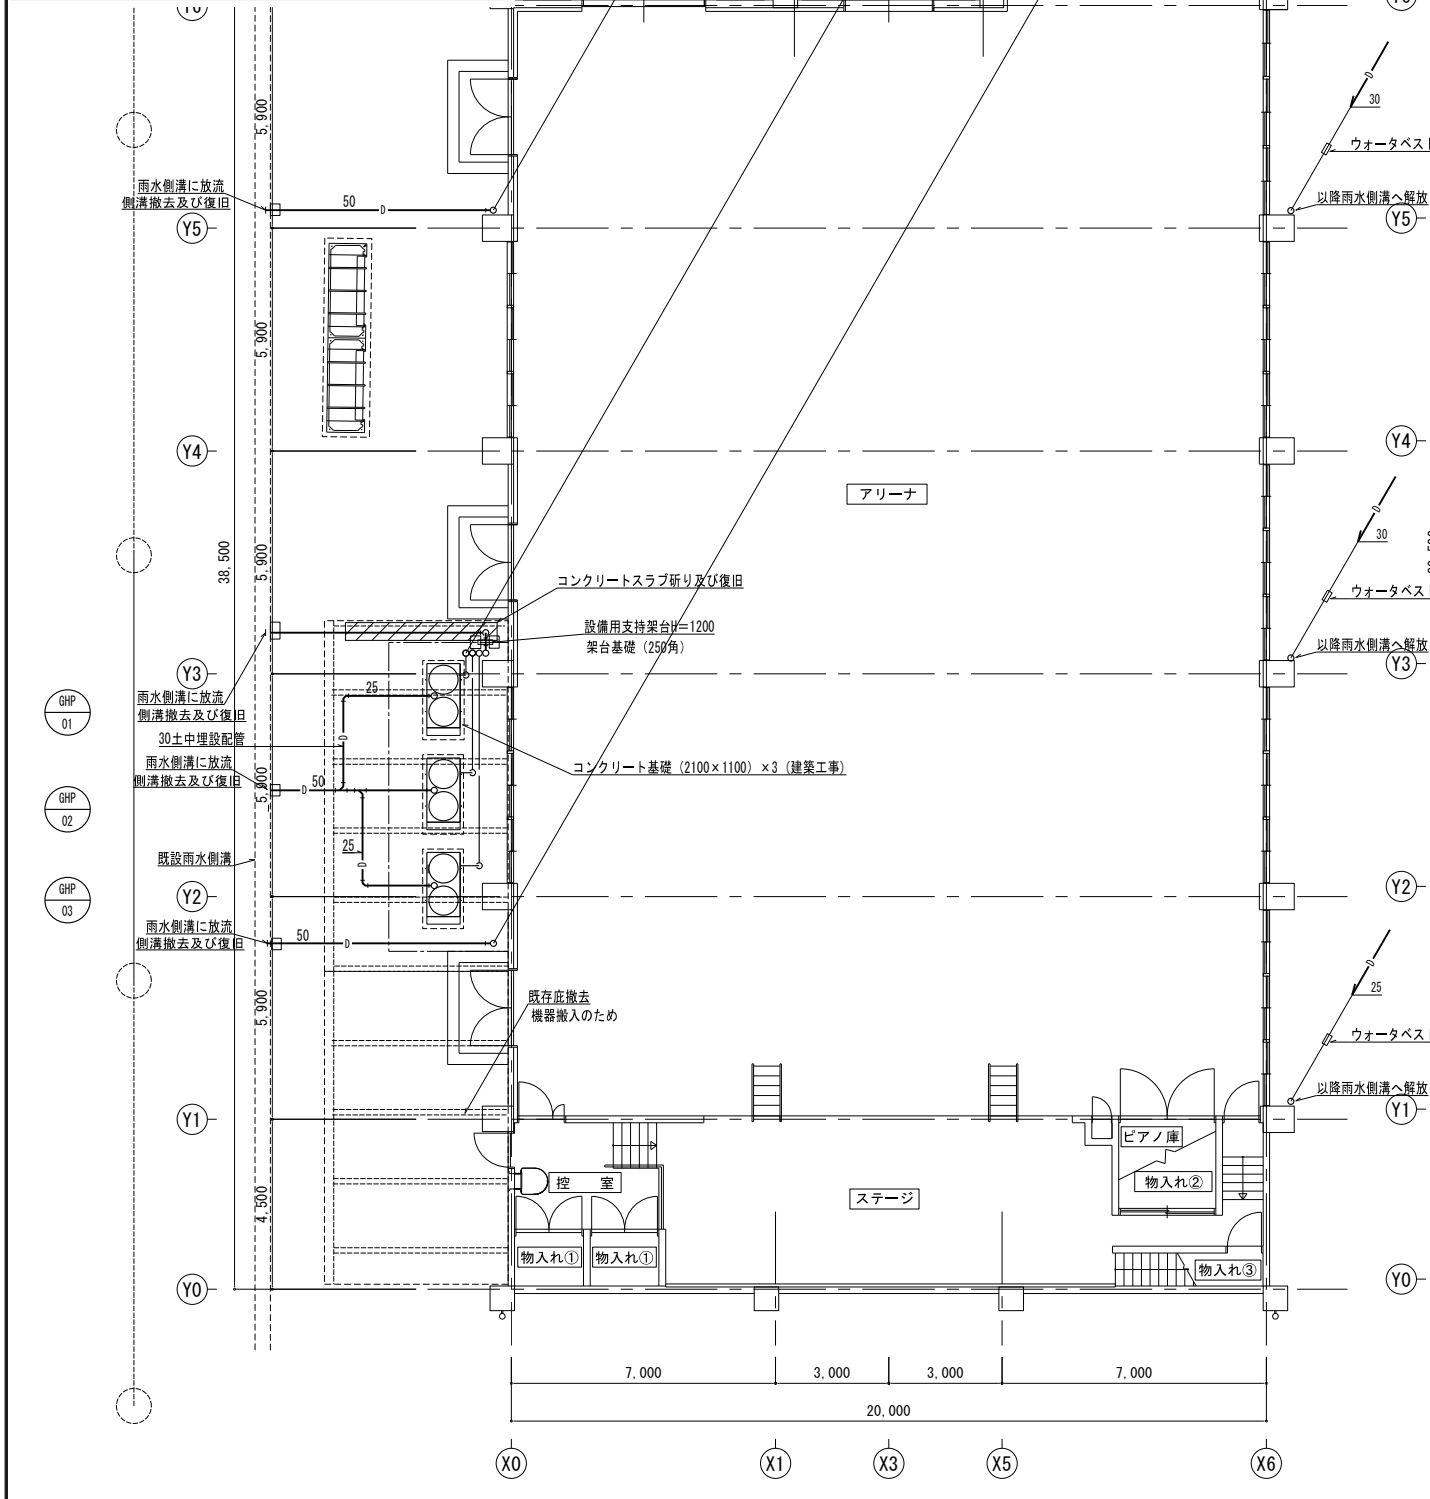 5,900
30
ウォータベスト
雨水側溝に放流
側溝撤去及び復旧
50
D
以降雨水側溝へ解放
Y5
Y5
5,900
Y4
Y4
アリーナ
D
30
38,500
5,900
コンクリートスラブ斫り及び復旧
ウォータベスト
設備用支持架台H=1200
架台基礎（250角）
以降雨水側溝へ解放
Y3
Y3
25
雨水側溝に放流
側溝撤去及び復旧
GHP
01
30土中埋設配管
D
雨水側溝に放流
側溝撤去及び復旧
コンクリート基礎（2100×1100）×3（建築工事）
5,900
D
50
GHP
02
25
D
既設雨水側溝
GHP
03
Y2
Y2
雨水側溝に放流
側溝撤去及び復旧
50
D
D
25
既存庇撤去
機器搬入のため
5,900
ウォータベスト
以降雨水側溝へ解放
Y1
Y1
ピアノ庫
控　室
物入れ②
ステージ
4,500
物入れ①
物入れ①
物入れ③
Y0
Y0
7,000
3,000
3,000
7,000
20,000
X0
X1
X3
X5
X6